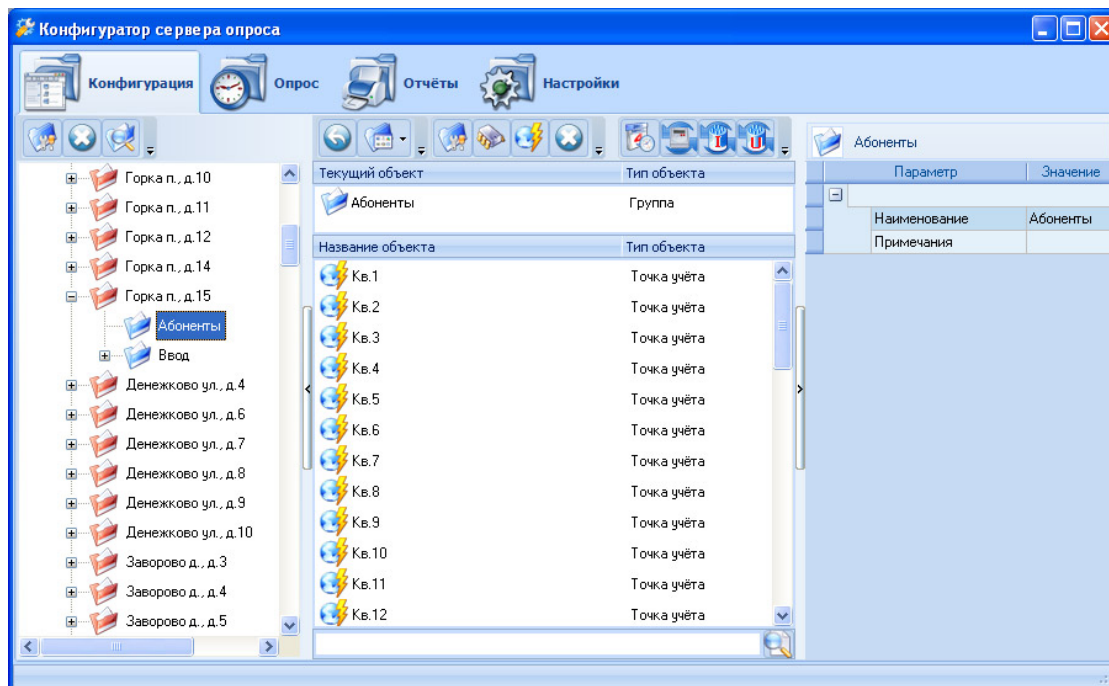 Конфигуратор сервера опроса
Конфигурация Опрос Отчёты Настройки
Горка п., д.10
Горка п., д.11
Горка п., д.12
Горка п., д.14
Горка п., д.15
Абоненты
Ввод
Денежково ул., д.4
Денежково ул., д.6
Денежково ул., д.7
Денежково ул., д.8
Денежково ул., д.9
Денежково ул., д.10
Заворово д., д.3
Заворово д., д.4
Заворово д., д.5
Текущий объект Тип объекта
Абоненты Группа
Название объекта Тип объекта
Кв.1 Точка учёта
Кв.2 Точка учёта
Кв.3 Точка учёта
Кв.4 Точка учёта
Кв.5 Точка учёта
Кв.6 Точка учёта
Кв.7 Точка учёта
Кв.8 Точка учёта
Кв.9 Точка учёта
Кв.10 Точка учёта
Кв.11 Точка учёта
Кв.12 Точка учёта
Абоненты
Параметр Значение
Наименование Абоненты
Примечания